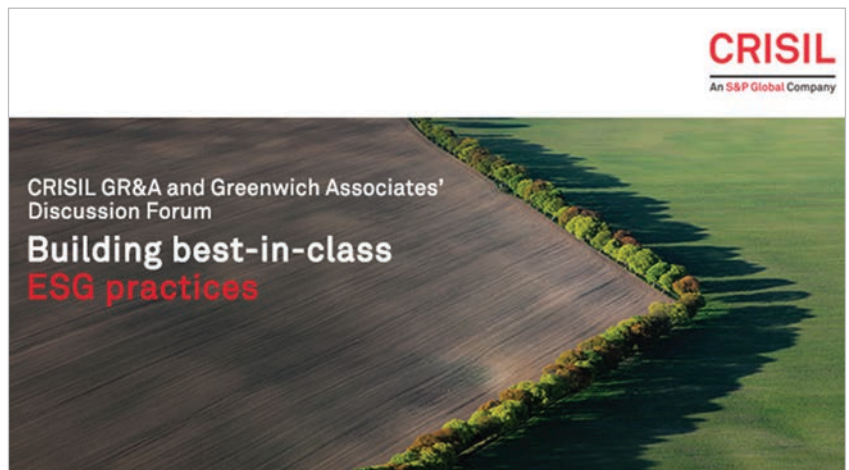 CRISIL
An S&P Global Company
CRISIL GR&A and Greenwich Associates'
Discussion Forum
Building best-in-class
ESG practices